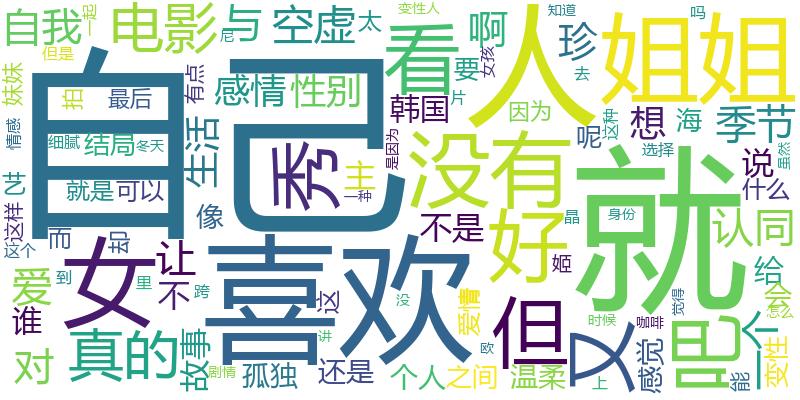 自我
一起
电影
尼
与
空虚
太
变性人
看
啊
人
知道
珍
吗
去
姐姐
但是
妹妹
拍
最后
有点
自己
感情
性别
要
女孩
片
韩国
因为
呢
这种
想
海
季节
情感
细腻
结局
冬天
生活
秀
主
没有
是因为
就
选择
说
虽然
什么
就是
可以
一种
这样
这个
而
却
像
不是
好
姬
晶
身份
认同
给
会
怎么
爱
到
女
里
让
不
跨
喜欢
这
没
爱情
但
又
时候
觉得
吧
一个
谁
对
真的
故事
剧情
孤独
讲
还是
个人
之间
欧
温柔
上
感觉
能
变性